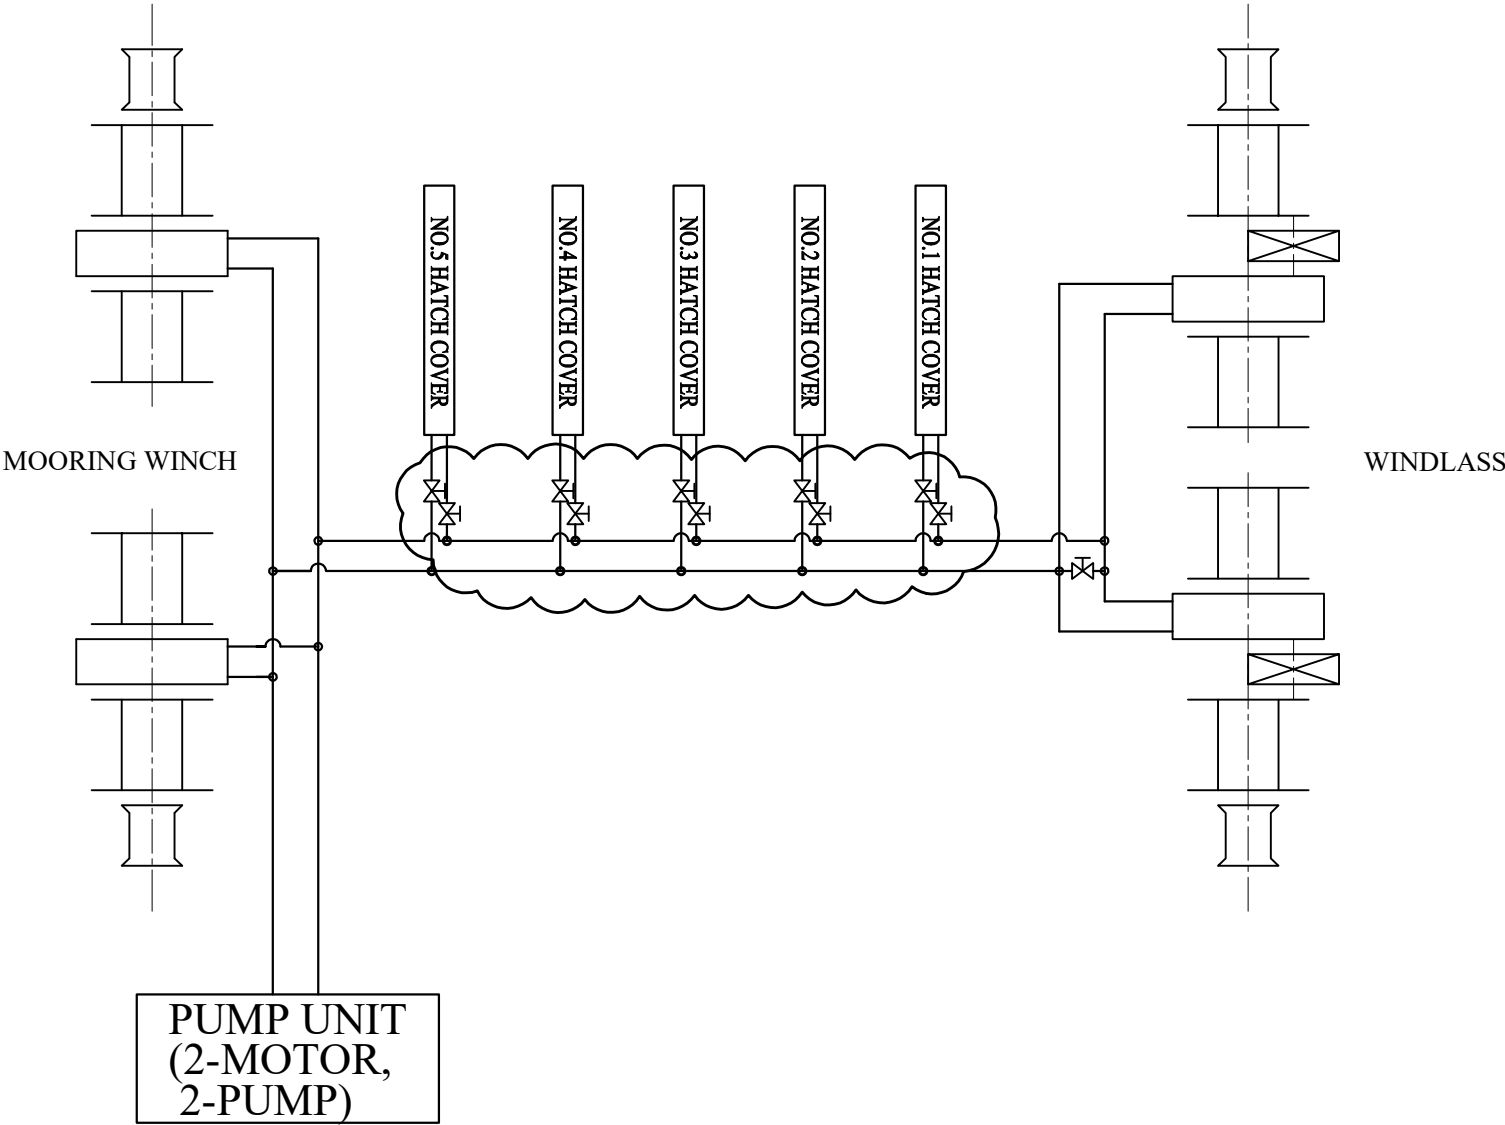 NO.5 HATCH COVER
NO.4 HATCH COVER
NO.3 HATCH COVER
NO.2 HATCH COVER
NO.1 HATCH COVER
MOORING WINCH
WINDLASS
PUMP UNIT
(2-MOTOR,
2-PUMP)